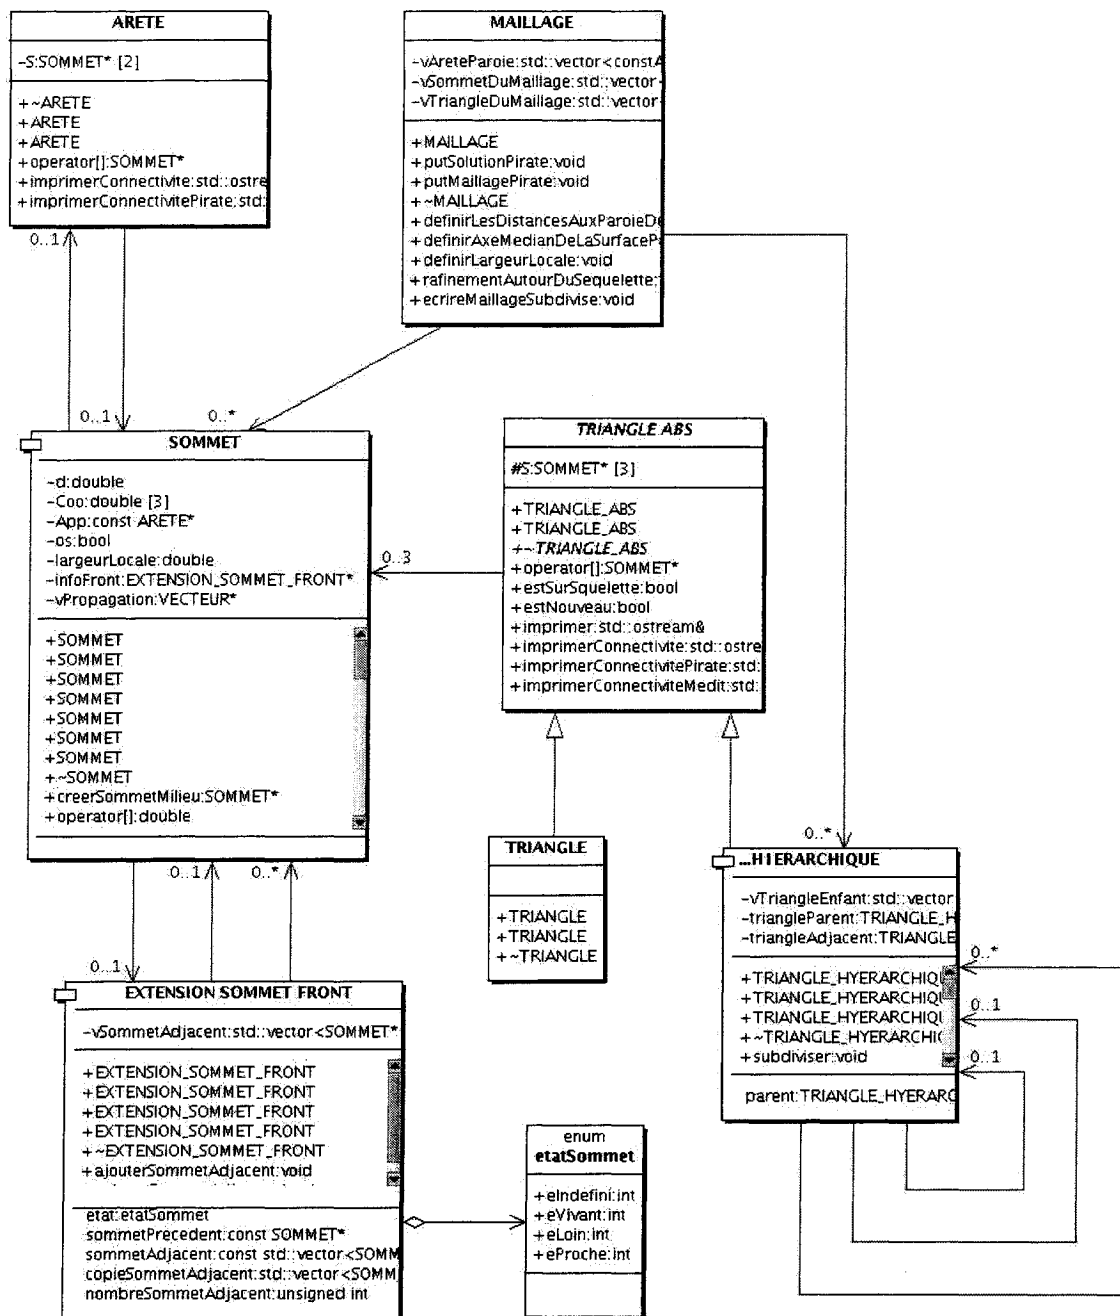 ARETE
-S:SOMMET* [2]
+~ARETE
+ARETE
+ARETE
+operator[]:SOMMET*
+imprimerConnectivite:std::ostre
+imprimerConnectivitePirate:std:
0..1
MAILLAGE
-vAreteParoie:std::vector<constA
-vSommetDuMaillage:std::vector
-vTriangleDuMaillage:std::vector
+MAILLAGE
+putSolutionPirate:void
+putMaillagePirate:void
+~MAILLAGE
+definirLesDistancesAuxParoieDe
+definirAxeMedianDeLaSurfaceP
+definirLargeurLocale:void
+rafinementAutourDuSequelette:
+ecrireMaillageSubdivise:void
0..1
0..*
SOMMET
-d:double
-Coo:double [3]
-App:const ARETE*
-os:bool
-largeurLocale:double
-infoFront:EXTENSION_SOMMET_FRONT*
-vPropagation:VECTEUR*
+SOMMET
+SOMMET
+SOMMET
+SOMMET
+SOMMET
+SOMMET
+SOMMET
+~SOMMET
+creerSommetMilieu:SOMMET*
+operator[]:double
0..3
TRIANGLE ABS
#S:SOMMET* [3]
+TRIANGLE_ABS
+TRIANGLE_ABS
+~TRIANGLE_ABS
+operator[]:SOMMET*
+estSurSquelette:bool
+estNouveau:bool
+imprimer:std::ostream&
+imprimerConnectivite:std::ostre
+imprimerConnectivitePirate:std:
+imprimerConnectiviteMedit:std:
TRIANGLE
+TRIANGLE
+TRIANGLE
+~TRIANGLE
0..*
...HIERARCHIQUE
-vTriangleEnfant:std::vector
-triangleParent:TRIANGLE_H
-triangleAdjacent:TRIANGLE
+TRIANGLE_HYERARCHIQU
+TRIANGLE_HYERARCHIQU
+TRIANGLE_HYERARCHIQU
+~TRIANGLE_HYERARCHIC
+subdiviser:void
parent:TRIANGLE_HYERARC
0..*
0..1
0..1
0..1
0..*
0..1
EXTENSION SOMMET FRONT
-vSommetAdjacent:std::vector<SOMMET*
+EXTENSION_SOMMET_FRONT
+EXTENSION_SOMMET_FRONT
+EXTENSION_SOMMET_FRONT
+EXTENSION_SOMMET_FRONT
+~EXTENSION_SOMMET_FRONT
+ajouterSommetAdjacent:void
etat:etatSommet
sommetPrecedent:const SOMMET*
sommetAdjacent:const std::vector<SOMM
copieSommetAdjacent:std::vector<SOMM
nombreSommetAdjacent:unsigned int
enum
etatSommet
+eIndefini:int
+eVivant:int
+eLoin:int
+eProche:int